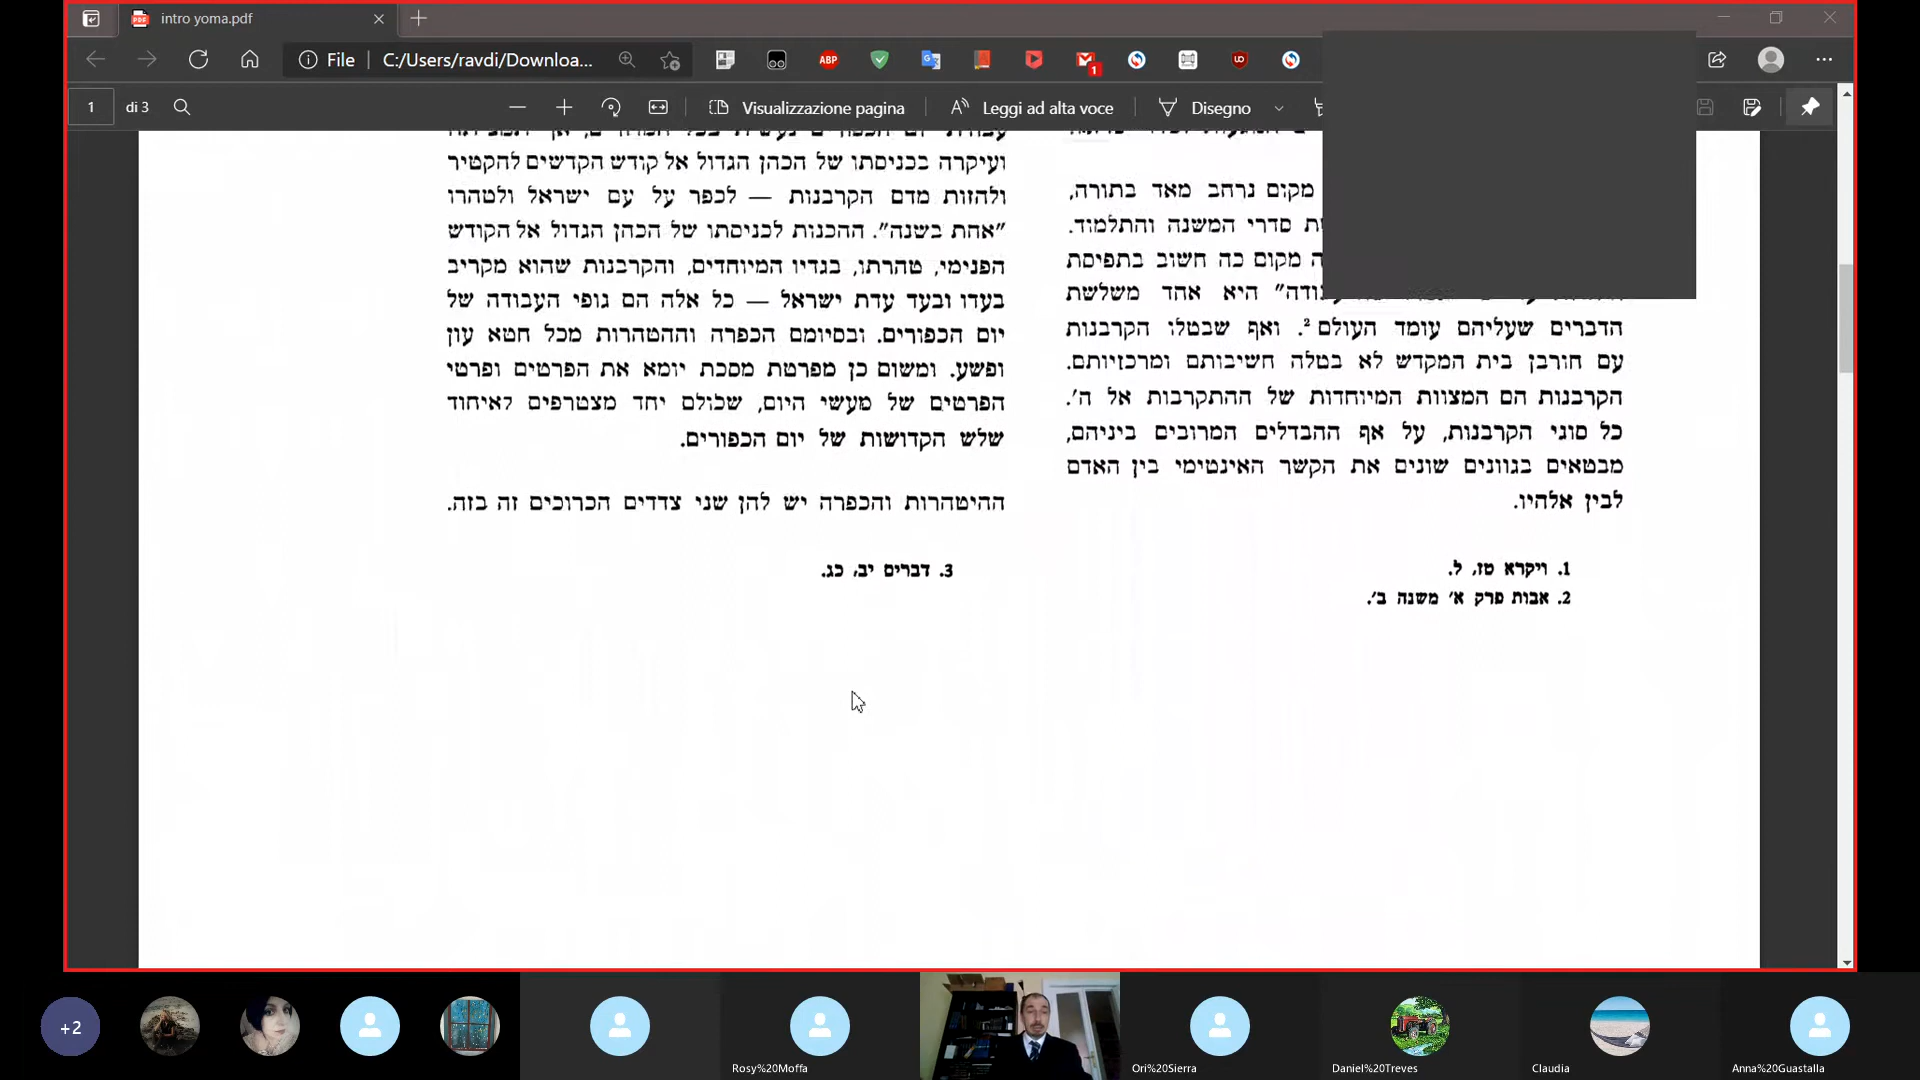 intro yoma.pdf
File
C:/Users/ravdi/Downloa...
ABP
1
1
di 3
Visualizzazione pagina
Leggi ad alta voce
Disegno
מקום נרחב מאד בתורה,
סדרי המשנה והתלמוד.
מקום כה חשוב בתפיסת
היא אחד משלשת
הדברים שעליהם עומד העולם². ואף שבטלו הקרבנות
עם חורבן בית המקדש לא בטלה חשיבותם ומרכזיותם.
הקרבנות הם המצוות המיוחדות של ההתקרבות אל ה'.
כל סוגי הקרבנות, על אף ההבדלים המרובים ביניהם,
מבטאים בגוונים שונים את הקשר האינטימי בין האדם
לבין אלהיו.
1. ויקרא טז, ל.
2. אבות פרק א' משנה ב'.
ועיקרה בכניסתו של הכהן הגדול אל קודש הקדשים להקטיר
ולהזות מדם הקרבנות — לכפר על עם ישראל ולטהרו
"אחת בשנה". ההכנות לכניסתו של הכהן הגדול אל הקודש
הפנימי, טהרתו, בגדיו המיוחדים, והקרבנות שהוא מקריב
בעדו ובעד עדת ישראל — כל אלה הם גופי העבודה של
יום הכפורים. ובסיומם הכפרה וההטהרות מכל חטא עון
ופשע. ומשום כן מפרטת מסכת יומא את הפרטים ופרטי
הפרטים של מעשי היום, שכולם יחד מצטרפים לאיחוד
שלש הקדושות של יום הכפורים.
ההיטהרות והכפרה יש להן שני צדדים הכרוכים זה בזה.
3. דברים יב, כג.
+2
Rosy%20Moffa
Ori%20Sierra
Daniel%20Treves
Claudia
Anna%20Guastalla